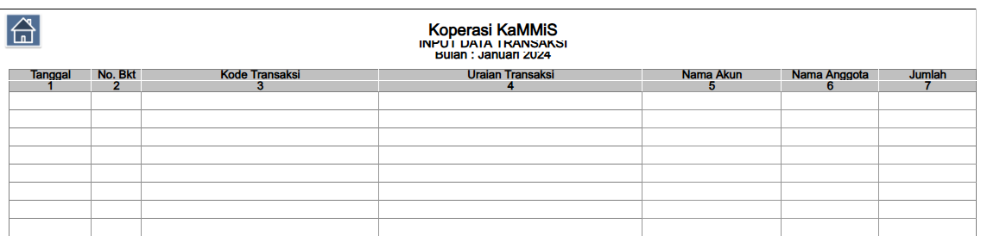 Koperasi KaMMiS
INPUT DATA TRANSAKSI
Bulan : Januari 2024
Tanggal No. Bkt Kode Transaksi Uraian Transaksi Nama Akun Nama Anggota Jumlah
1 2 3 4 5 6 7